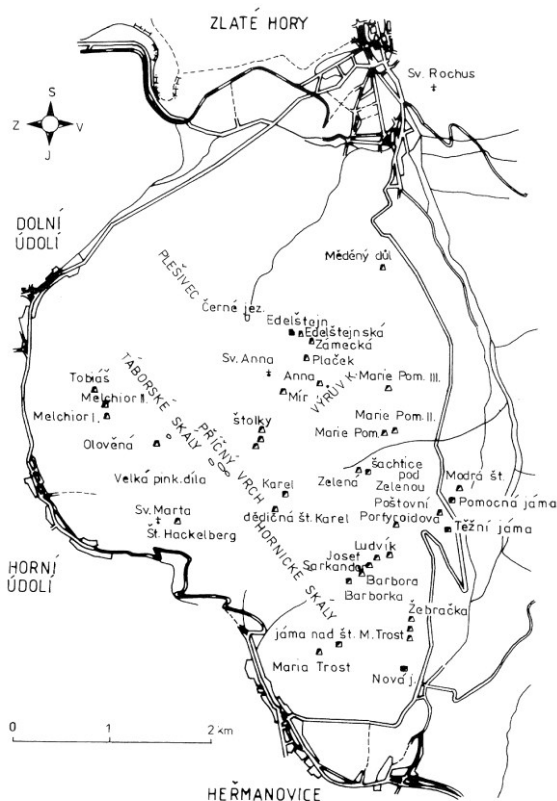 ZLATÉ HORY
Sv. Rochus
S
Z V
J
DOLNÍ
ÚDOLÍ
Měděný důl
PLEŠIVEC
Černé jez.
Edelštejn
Edelštejnská
Zámecká
Plaček
Sv. Anna
Anna
Marie Pom. III.
Mír
VÝRŮV K.
Tobiáš
Melchior II.
Melchior I.
TÁBORSKÉ SKÁLY
PŘÍČNÝ VRCH
štolky
Marie Pom. II.
Marie Pom.
Olověná
Velká pink. díla
Zelená
šachtice
pod
Zelenou
Modrá št.
Karel
Poštovní
Pomocná jáma
Sv. Marta
dědičná št. Karel
Porfyroidova
Těžní jáma
Št. Hackelberg
HORNICKÉ SKÁLY
Ludvík
Josef
Sarkandr
HORNÍ
ÚDOLÍ
Barbora
Barborka
Žebračka
jáma nad št. M. Trost
Maria Trost
Nová j.
0 1 2 km
HEŘMANOVICE